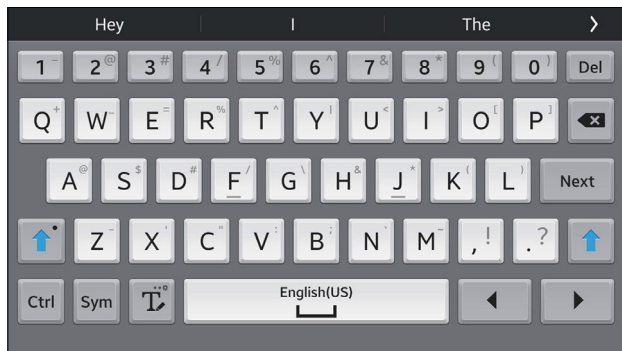 Hey I The
1 - 2 @ 3 # 4 / 5 % 6 ^ 7 & 8 * 9 ( 0 ) Del
Q + W - E = R % T ^ Y | U < I > O [ P ]
A @ S $ D # F / G \ H & J * K ( L ) Next
Z - X ' C " V : B ; N ` M ~ , ! . ?
Ctrl Sym T English(US)